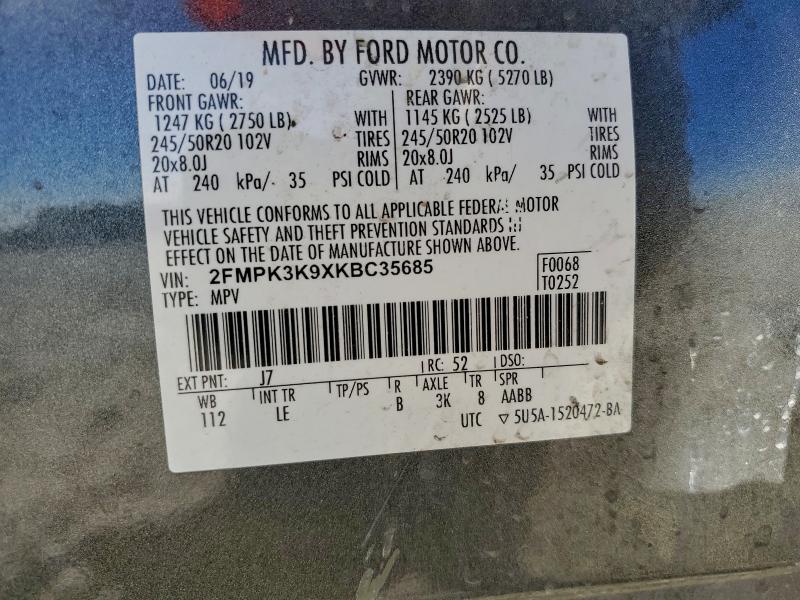 MFD. BY FORD MOTOR CO.
DATE: 06/19 GVWR: 2390 KG ( 5270 LB)
FRONT GAWR: REAR GAWR:
1247 KG ( 2750 LB) WITH 1145 KG ( 2525 LB) WITH
245/50R20 102V TIRES 245/50R20 102V TIRES
20x8.0J RIMS 20x8.0J RIMS
AT 240 kPa/ 35 PSI COLD AT 240 kPa/ 35 PSI COLD
THIS VEHICLE CONFORMS TO ALL APPLICABLE FEDERAL MOTOR
VEHICLE SAFETY AND THEFT PREVENTION STANDARDS IN
EFFECT ON THE DATE OF MANUFACTURE SHOWN ABOVE.
VIN: 2FMPK3K9XKBC35685 F0068
TYPE: MPV T0252
EXT PNT: J7 RC: 52 DSO:
WB INT TR TP/PS R AXLE TR SPR
112 LE B 3K 8 AABB
UTC ▽ 5U5A-1520472-BA